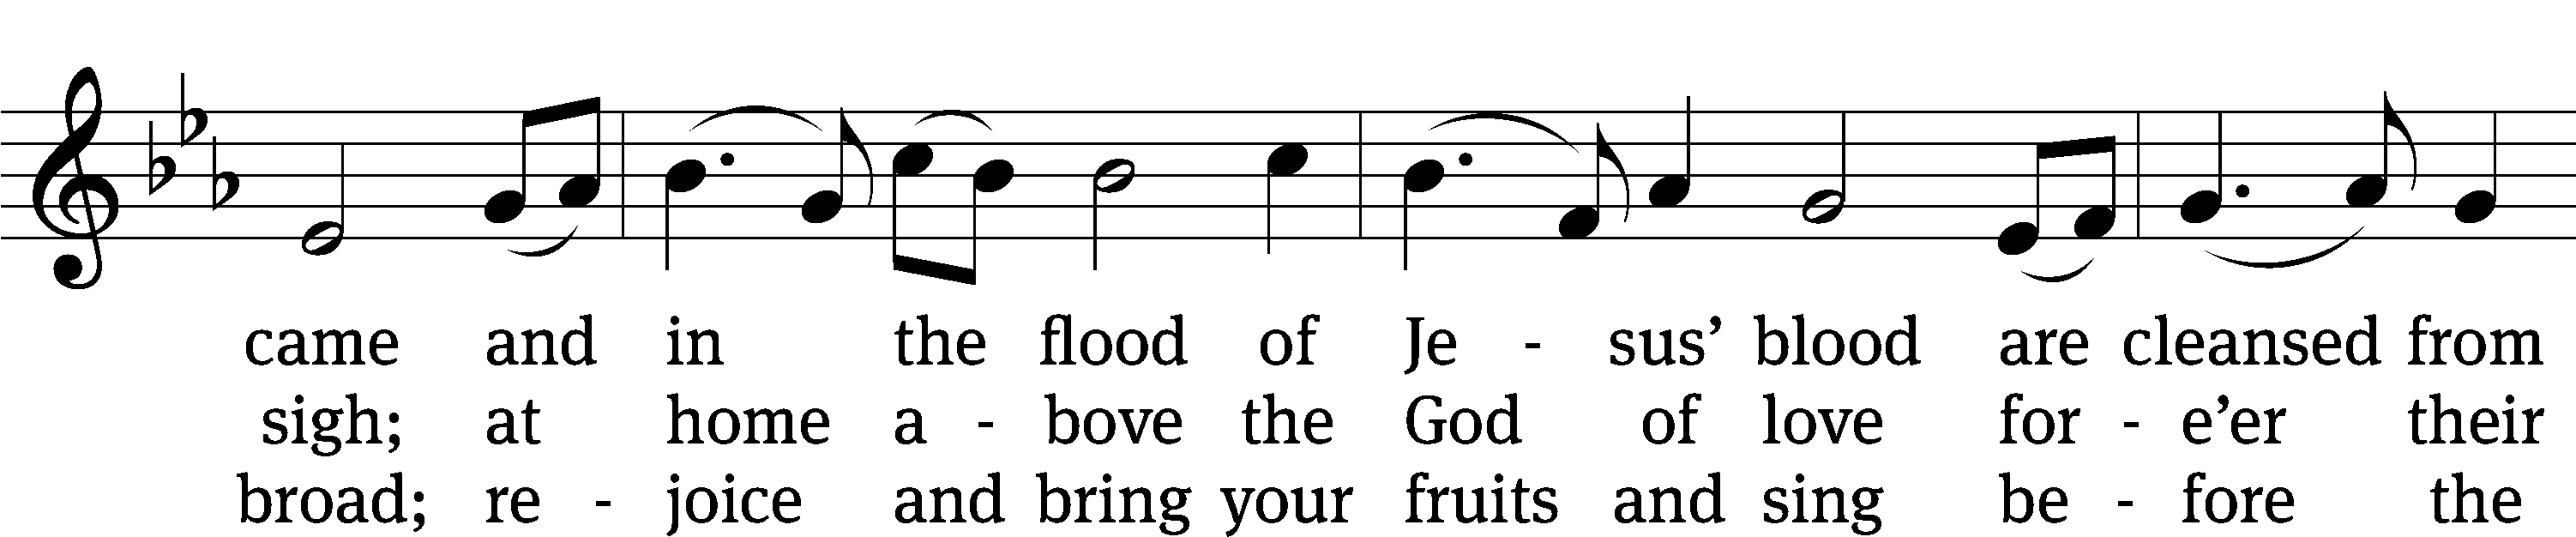 came and in the flood of Je - sus’ blood are cleansed from
sigh; at home a - bove the God of love for - e’er their
broad; re - joice and bring your fruits and sing be - fore the